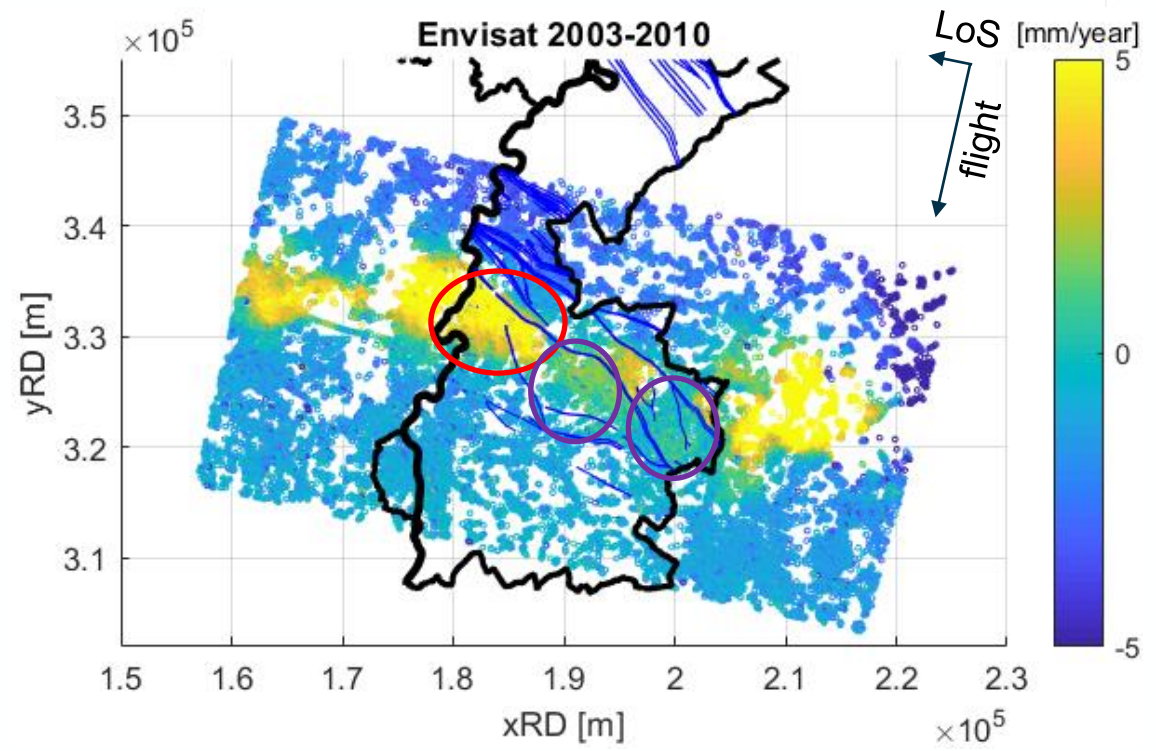 Envisat 2003-2010
×10⁵
LoS
[mm/year]
flight
5
0
-5
yRD [m]
3.5
3.4
3.3
3.2
3.1
1.5 1.6 1.7 1.8 1.9 2 2.1 2.2 2.3
xRD [m]
×10⁵